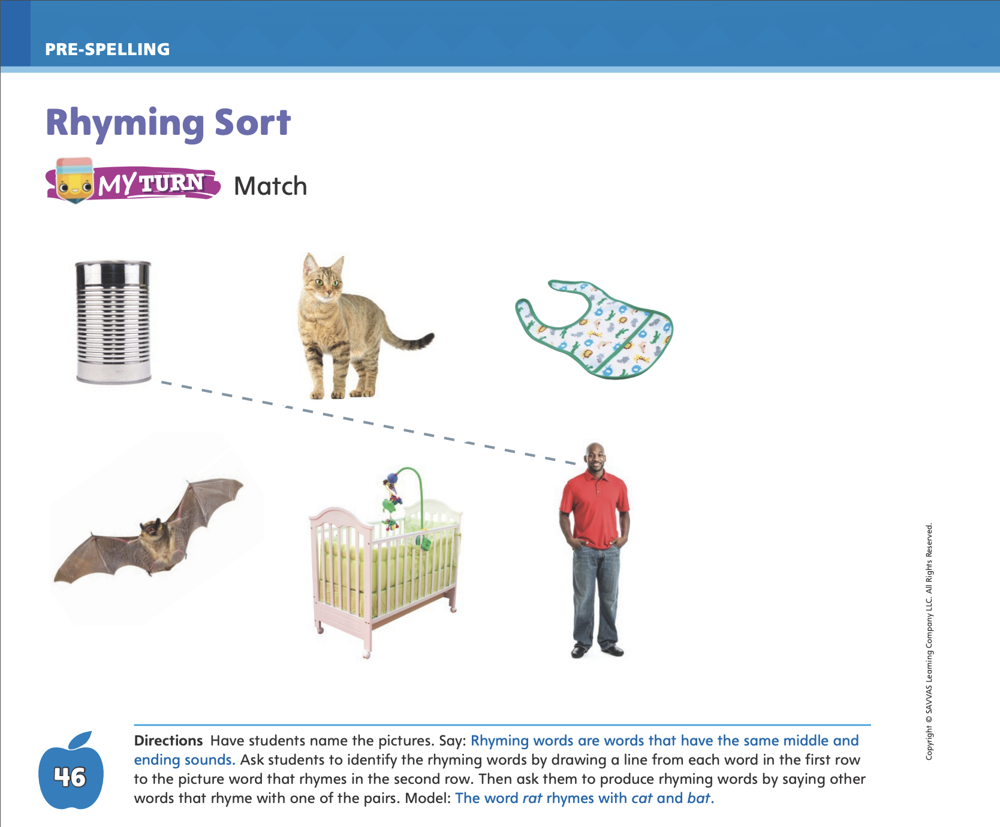 PRE-SPELLING
Rhyming Sort
MY TURN Match
Directions Have students name the pictures. Say: Rhyming words are words that have the same middle and
ending sounds. Ask students to identify the rhyming words by drawing a line from each word in the first row
to the picture word that rhymes in the second row. Then ask them to produce rhyming words by saying other
words that rhyme with one of the pairs. Model: The word rat rhymes with cat and bat.
46
Copyright © SAVVAS Learning Company LLC. All Rights Reserved.